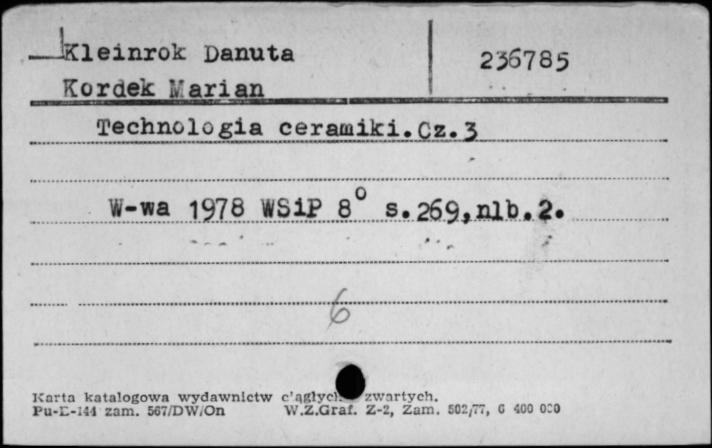 Kleinrok Danuta 236785
Kordek Marian
Technologia ceramiki.Cz.3
W-wa 1978 WSiP 8° s.269,nlb.2.
6
Karta katalogowa wydawnictw zwartych.
Pu-E-144 zam. 567/DW/On W.Z.Graf. Z-2, Zam. 502/77, G 400 000